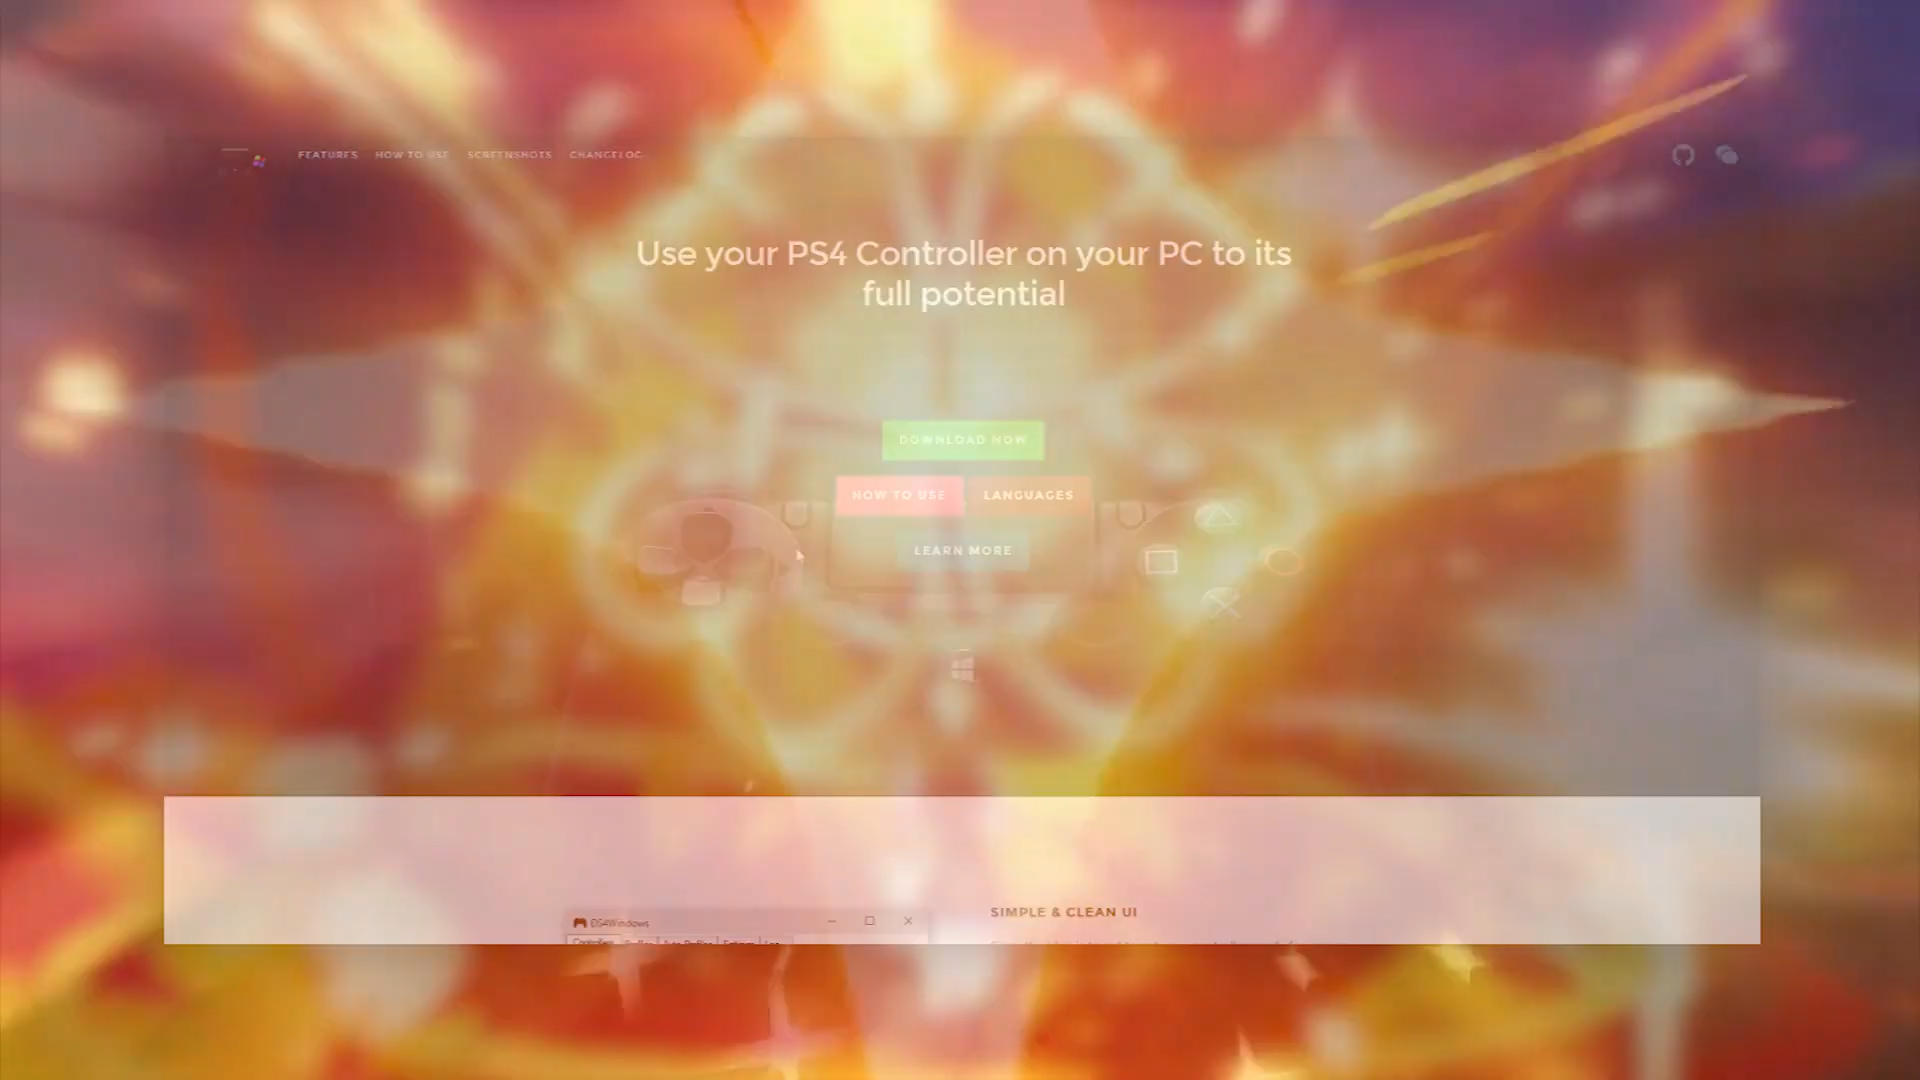 FEATURES HOW TO USE SCREENSHOTS CHANGELOG
Use your PS4 Controller on your PC to its
full potential
DOWNLOAD NOW
HOW TO USE LANGUAGES
LEARN MORE
DS4Windows
SIMPLE & CLEAN UI